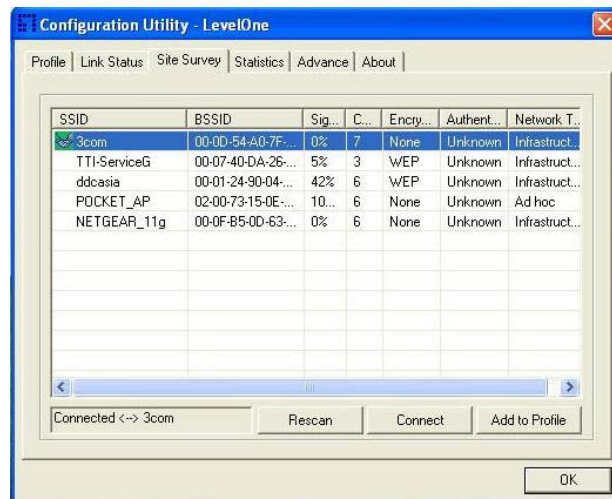 Configuration Utility - LevelOne
Profile Link Status Site Survey Statistics Advance About
SSID BSSID Sig... C... Encry... Authent... Network T...
3com 00-0D-54-A0-7F-... 0% 7 None Unknown Infrastruct...
TTI-ServiceG 00-07-40-DA-26-... 5% 3 WEP Unknown Infrastruct...
ddcasia 00-01-24-90-04-... 42% 6 WEP Unknown Infrastruct...
POCKET_AP 02-00-73-15-0E-... 10... 6 None Unknown Ad hoc
NETGEAR_11g 00-0F-B5-0D-63-... 0% 6 None Unknown Infrastruct...
Connected <--> 3com Rescan Connect Add to Profile
OK